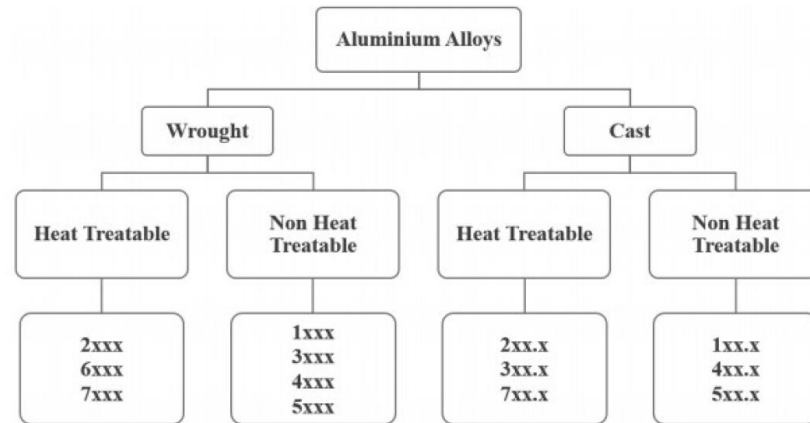 Aluminium Alloys
Wrought
Cast
Heat Treatable
Non Heat
Treatable
Heat Treatable
Non Heat
Treatable
2xxx
6xxx
7xxx
1xxx
3xxx
4xxx
5xxx
2xx.x
3xx.x
7xx.x
1xx.x
4xx.x
5xx.x